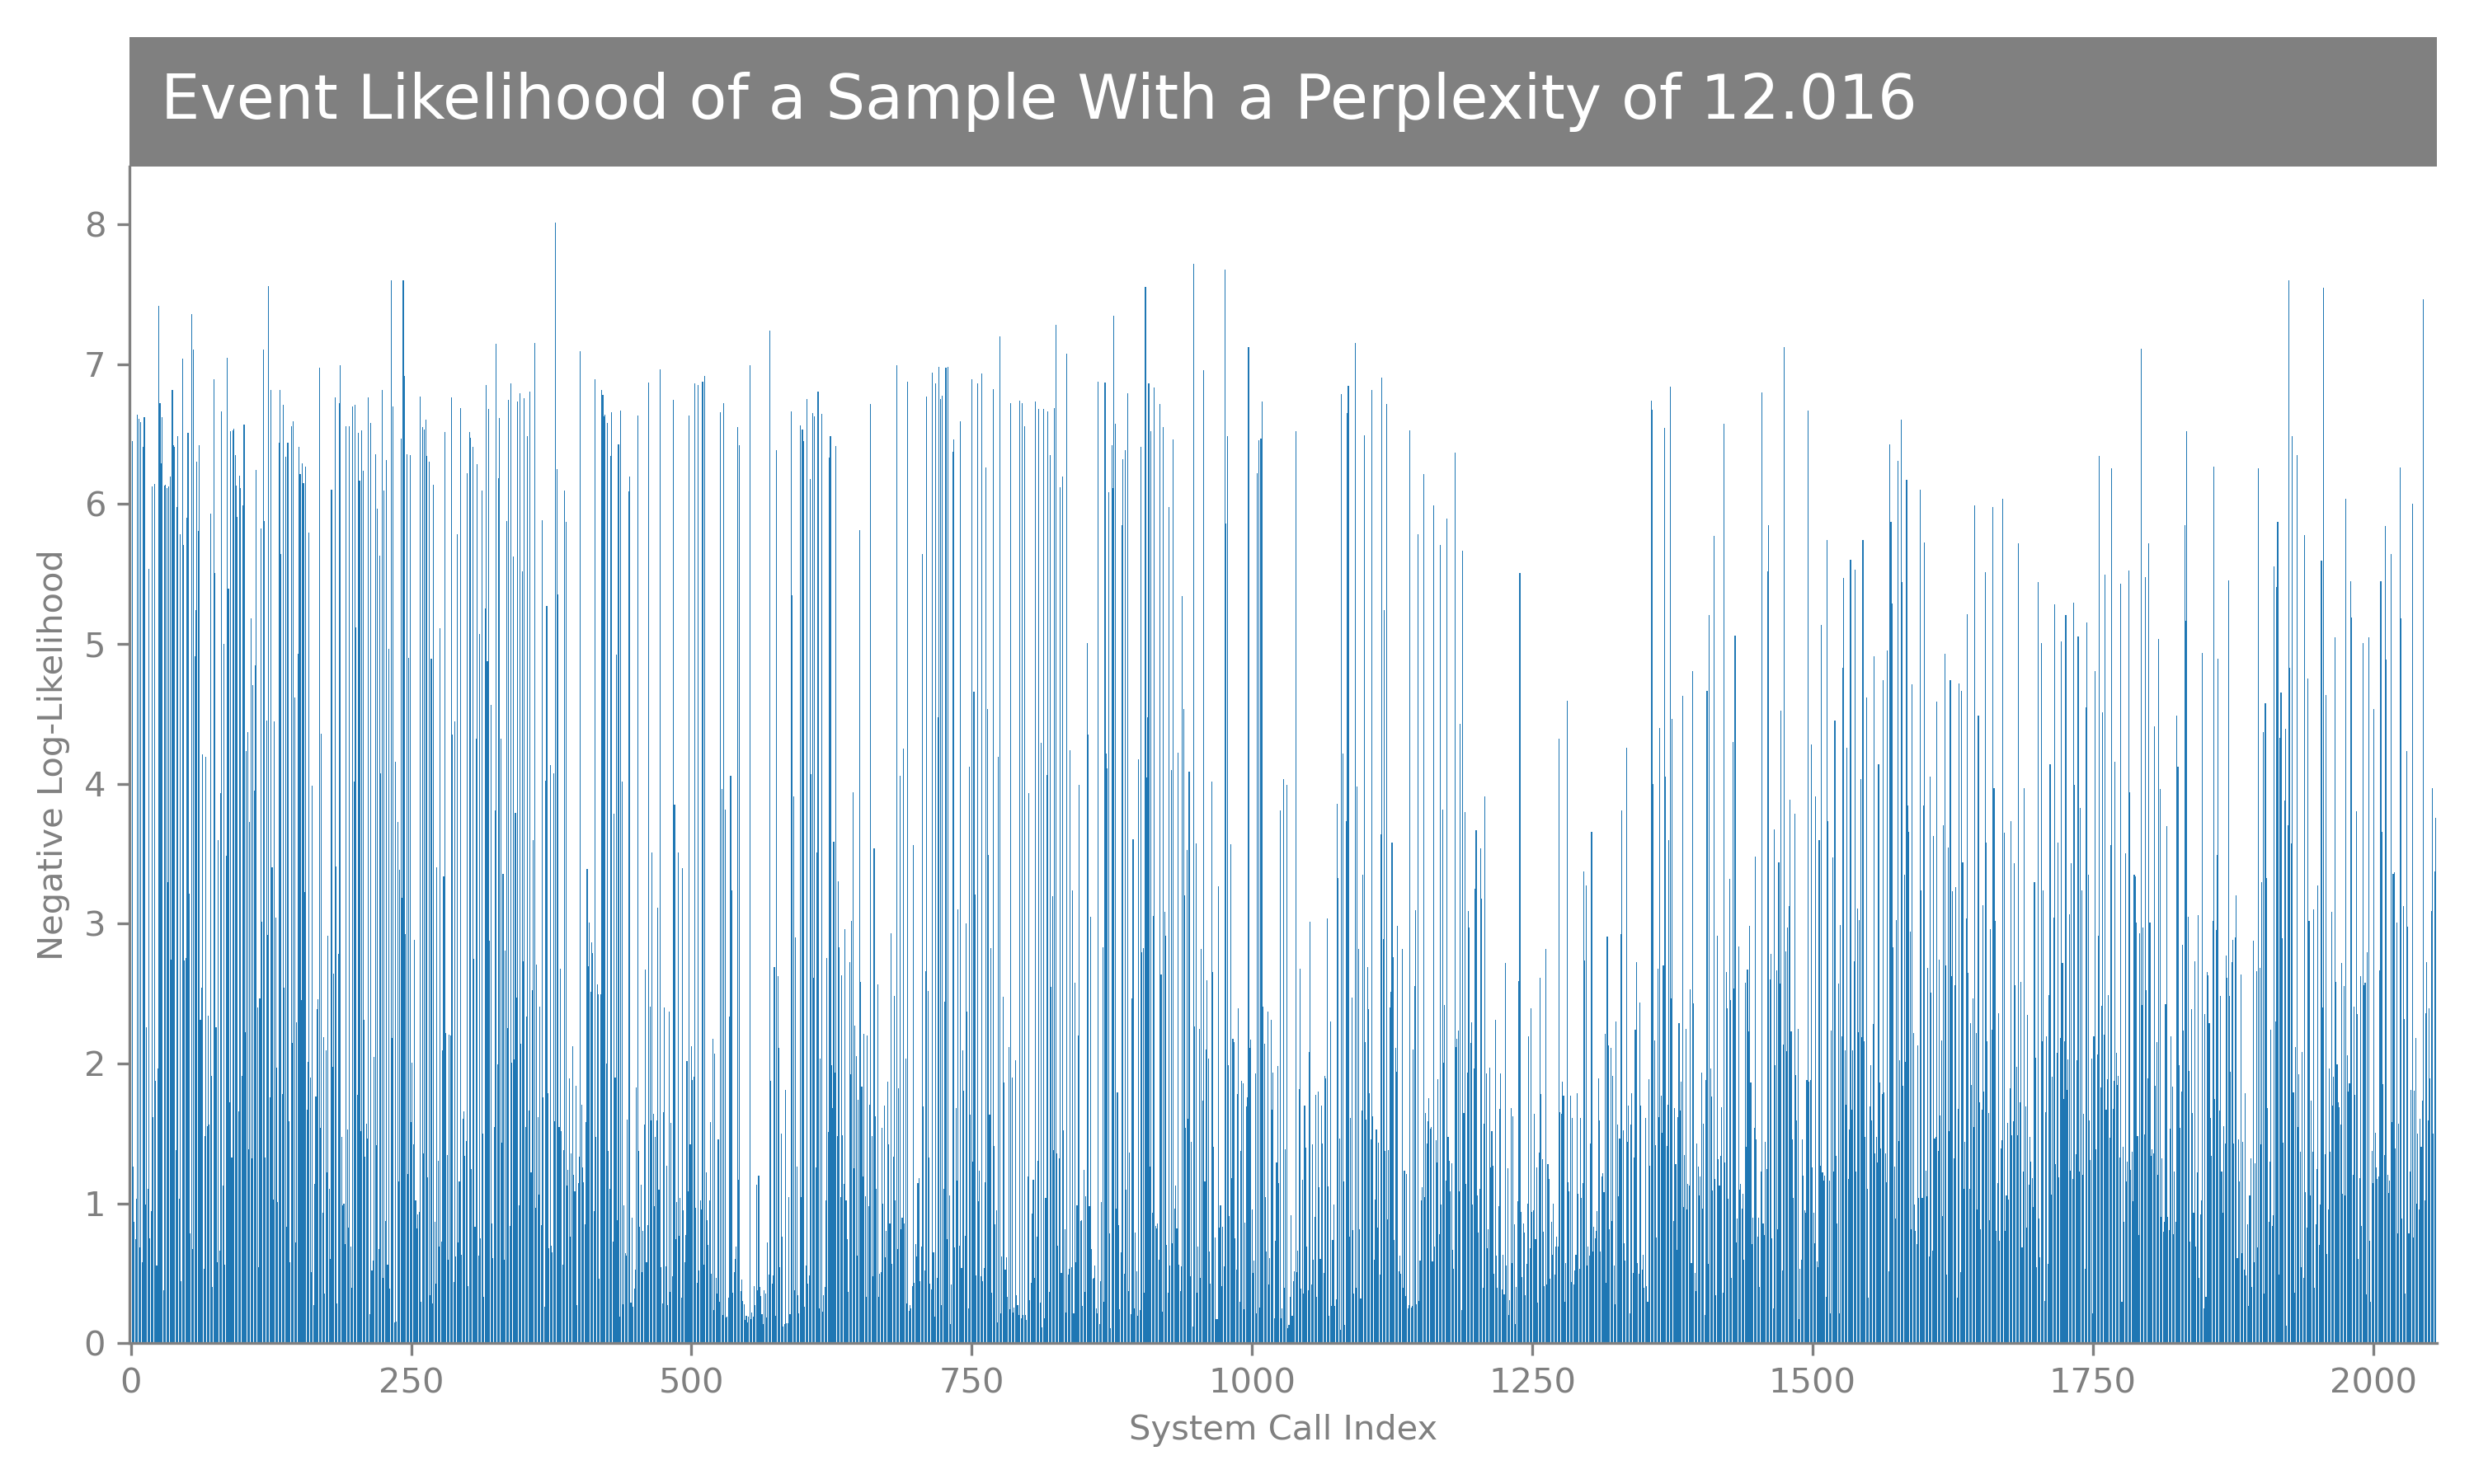 Event Likelihood of a Sample With a Perplexity of 12.016
8
7
6
5
4
3
2
1
0
Negative Log-Likelihood
0 250 500 750 1000 1250 1500 1750 2000
System Call Index